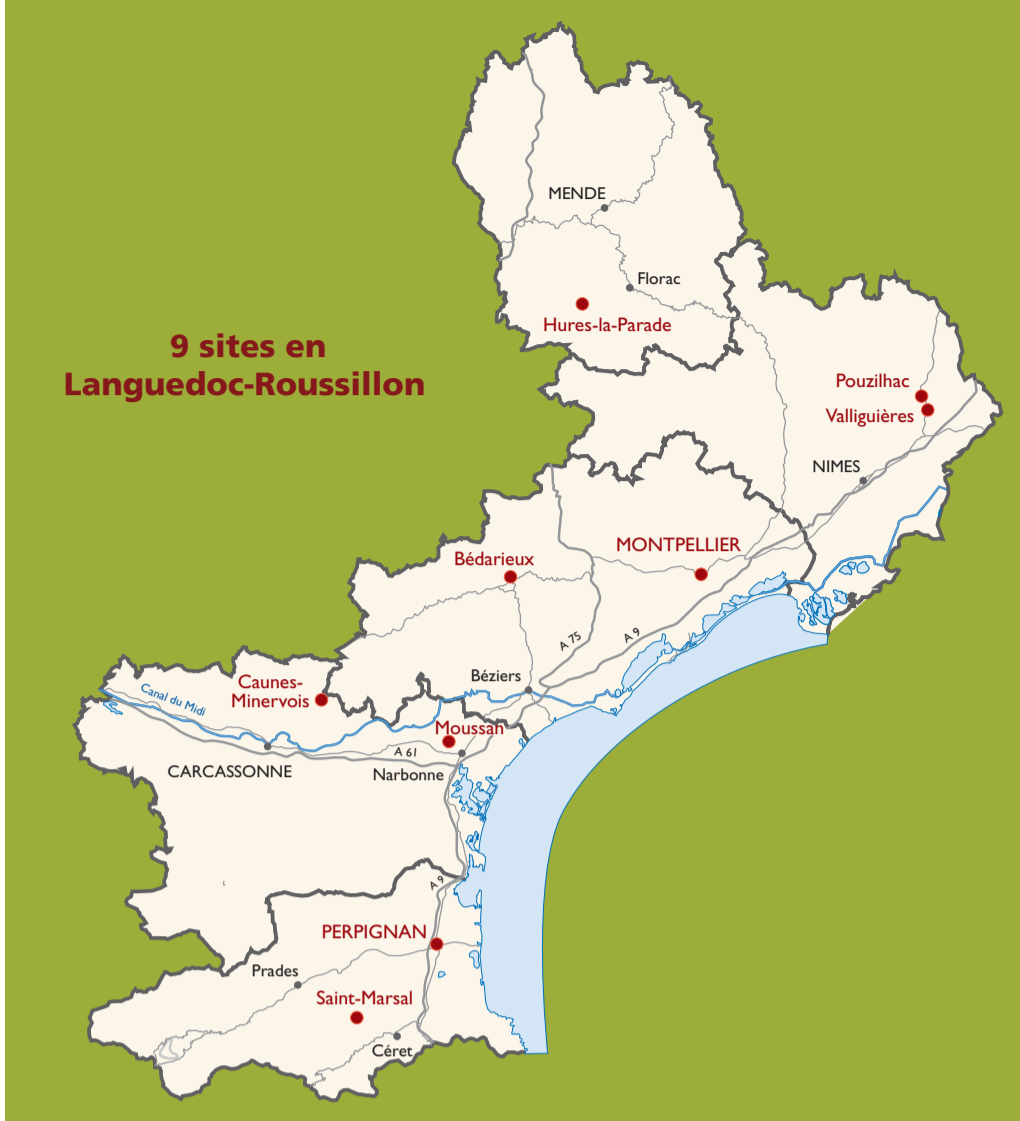 MENDE
Florac
Hures-la-Parade
9 sites en
Languedoc-Roussillon
Pouzilhac
Valliguières
NIMES
MONTPELLIER
Bédarieux
A 75
A 9
Béziers
Caunes-
Minervois
Canal du Midi
Moussan
A 61
CARCASSONNE
Narbonne
A 9
PERPIGNAN
Prades
Saint-Marsal
Céret